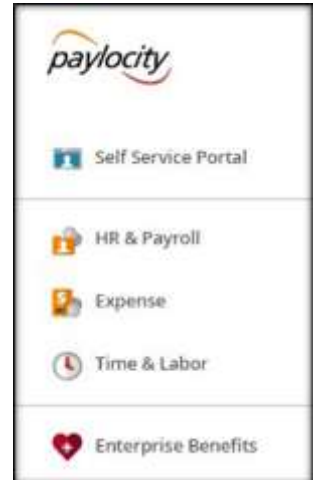 paylocity
Self Service Portal
HR & Payroll
Expense
Time & Labor
Enterprise Benefits